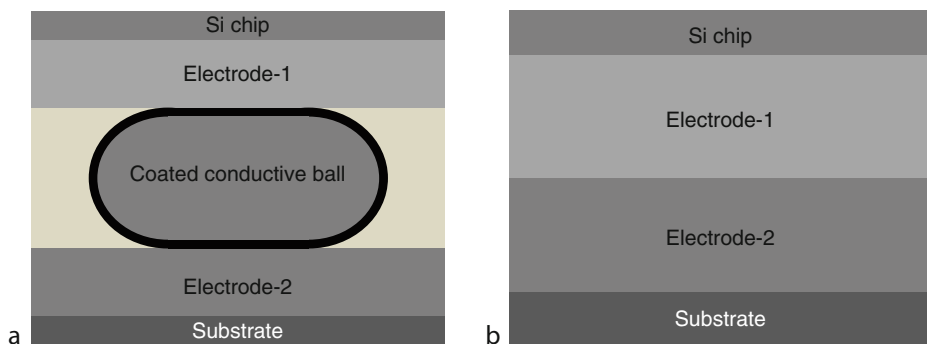 Si chip
Electrode-1
Coated conductive ball
Electrode-2
Substrate
a
Si chip
Electrode-1
Electrode-2
Substrate
b